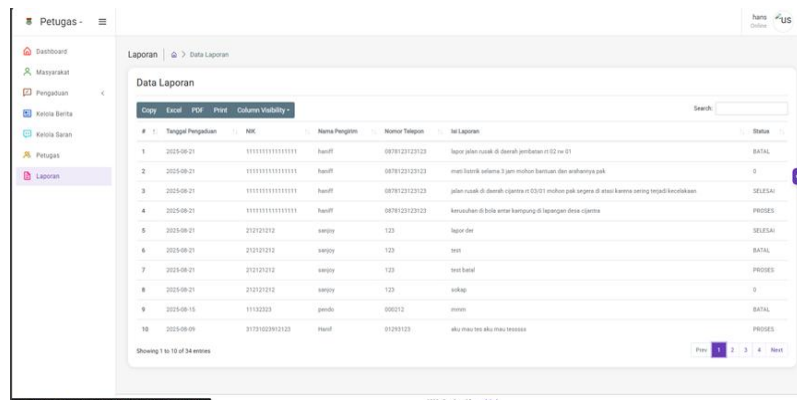 Petugas -
hans
Online
Dashboard
Masyarakat
Pengaduan
Kelola Berita
Kelola Saran
Petugas
Laporan
Laporan > Data Laporan
Data Laporan
Copy Excel PDF Print Column Visibility
Search:
# Tanggal Pengaduan NIK Nama Pengirim Nomor Telepon Isi Laporan Status
1 2025-08-21 1111111111111111 haniff 0878123123123 lapor jalan rusak di daerah jembatan rt 02 rw 01 BATAL
2 2025-08-21 1111111111111111 haniff 0878123123123 mati listrik selama 3 jam mohon bantuan dan arahannya pak 0
3 2025-08-21 1111111111111111 haniff 0878123123123 jalan rusak di daerah cijantra rt 03/01 mohon pak segera di atasi karena sering terjadi kecelakaan SELESAI
4 2025-08-21 1111111111111111 haniff 0878123123123 kerusuhan di bola antar kampung di lapangan desa cijantra PROSES
5 2025-08-21 212121212 sanjoy 123 lapor det SELESAI
6 2025-08-21 212121212 sanjoy 123 test BATAL
7 2025-08-21 212121212 sanjoy 123 test batal PROSES
8 2025-08-21 212121212 sanjoy 123 sokap 0
9 2025-08-15 11132323 pendo 000212 BATAL
10 2025-08-09 31731023912123 Hanif 01293123 aku mau tes aku mau tesssss PROSES
Showing 1 to 10 of 34 entries
Prev 1 2 3 4 Next